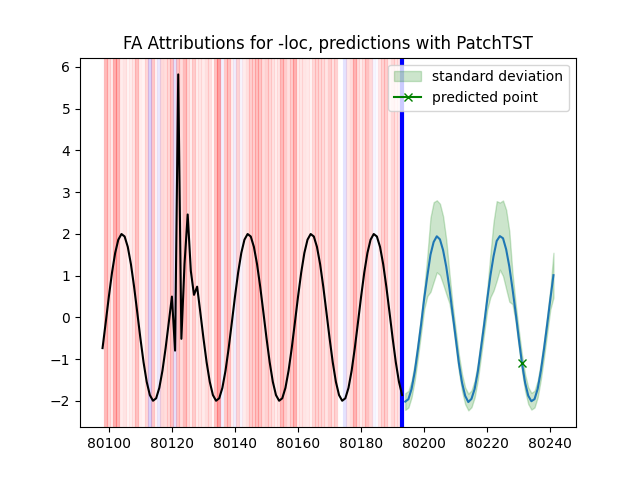 FA Attributions for -loc, predictions with PatchTST
standard deviation
predicted point
6
5
4
3
2
1
0
−1
−2
80100 80120 80140 80160 80180 80200 80220 80240